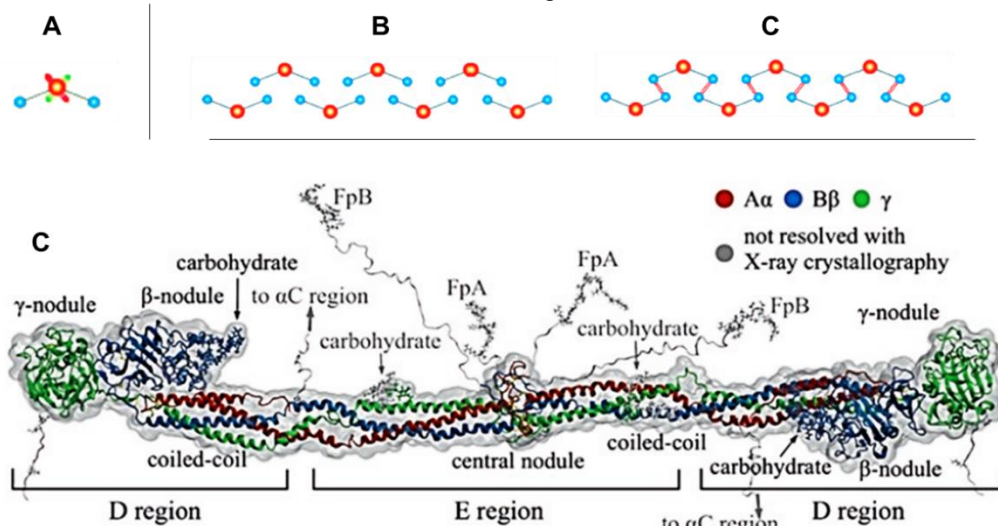 A
B
C
FpB
Aα Bβ γ
not resolved with
X-ray crystallography
C
carbohydrate
γ-nodule
β-nodule
to αC region
FpA
FpA
carbohydrate
carbohydrate
FpB
γ-nodule
coiled-coil
central nodule
coiled-coil
carbohydrate
β-nodule
D region
E region
D region
to αC region